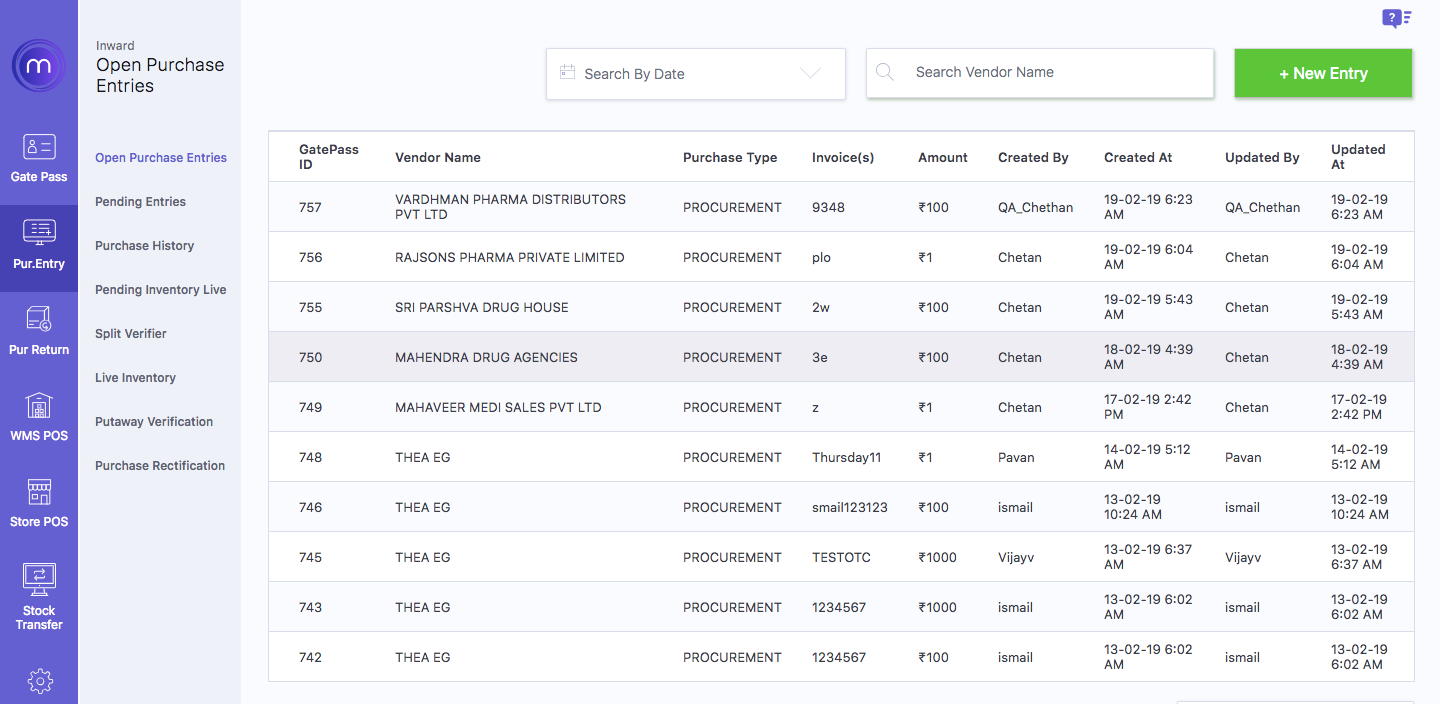 m
Gate Pass
Pur.Entry
Pur Return
WMS POS
Store POS
Stock
Transfer
Inward
Open Purchase
Entries
Open Purchase Entries
Pending Entries
Purchase History
Pending Inventory Live
Split Verifier
Live Inventory
Putaway Verification
Purchase Rectification
?
Search By Date
Search Vendor Name
+ New Entry
GatePass
ID
Vendor Name
Purchase Type
Invoice(s)
Amount
Created By
Created At
Updated By
Updated
At
757
VARDHMAN PHARMA DISTRIBUTORS
PVT LTD
PROCUREMENT
9348
₹100
QA_Chethan
19-02-19 6:23
AM
QA_Chethan
19-02-19
6:23 AM
756
RAJSONS PHARMA PRIVATE LIMITED
PROCUREMENT
plo
₹1
Chetan
19-02-19 6:04
AM
Chetan
19-02-19
6:04 AM
755
SRI PARSHVA DRUG HOUSE
PROCUREMENT
2w
₹100
Chetan
19-02-19 5:43
AM
Chetan
19-02-19
5:43 AM
750
MAHENDRA DRUG AGENCIES
PROCUREMENT
3e
₹100
Chetan
18-02-19 4:39
AM
Chetan
18-02-19
4:39 AM
749
MAHAVEER MEDI SALES PVT LTD
PROCUREMENT
z
₹1
Chetan
17-02-19 2:42
PM
Chetan
17-02-19
2:42 PM
748
THEA EG
PROCUREMENT
Thursday11
₹1
Pavan
14-02-19 5:12
AM
Pavan
14-02-19
5:12 AM
746
THEA EG
PROCUREMENT
smail123123
₹100
ismail
13-02-19
10:24 AM
ismail
13-02-19
10:24 AM
745
THEA EG
PROCUREMENT
TESTOTC
₹1000
Vijayv
13-02-19 6:37
AM
Vijayv
13-02-19
6:37 AM
743
THEA EG
PROCUREMENT
1234567
₹1000
ismail
13-02-19 6:02
AM
ismail
13-02-19
6:02 AM
742
THEA EG
PROCUREMENT
1234567
₹100
ismail
13-02-19 6:02
AM
ismail
13-02-19
6:02 AM